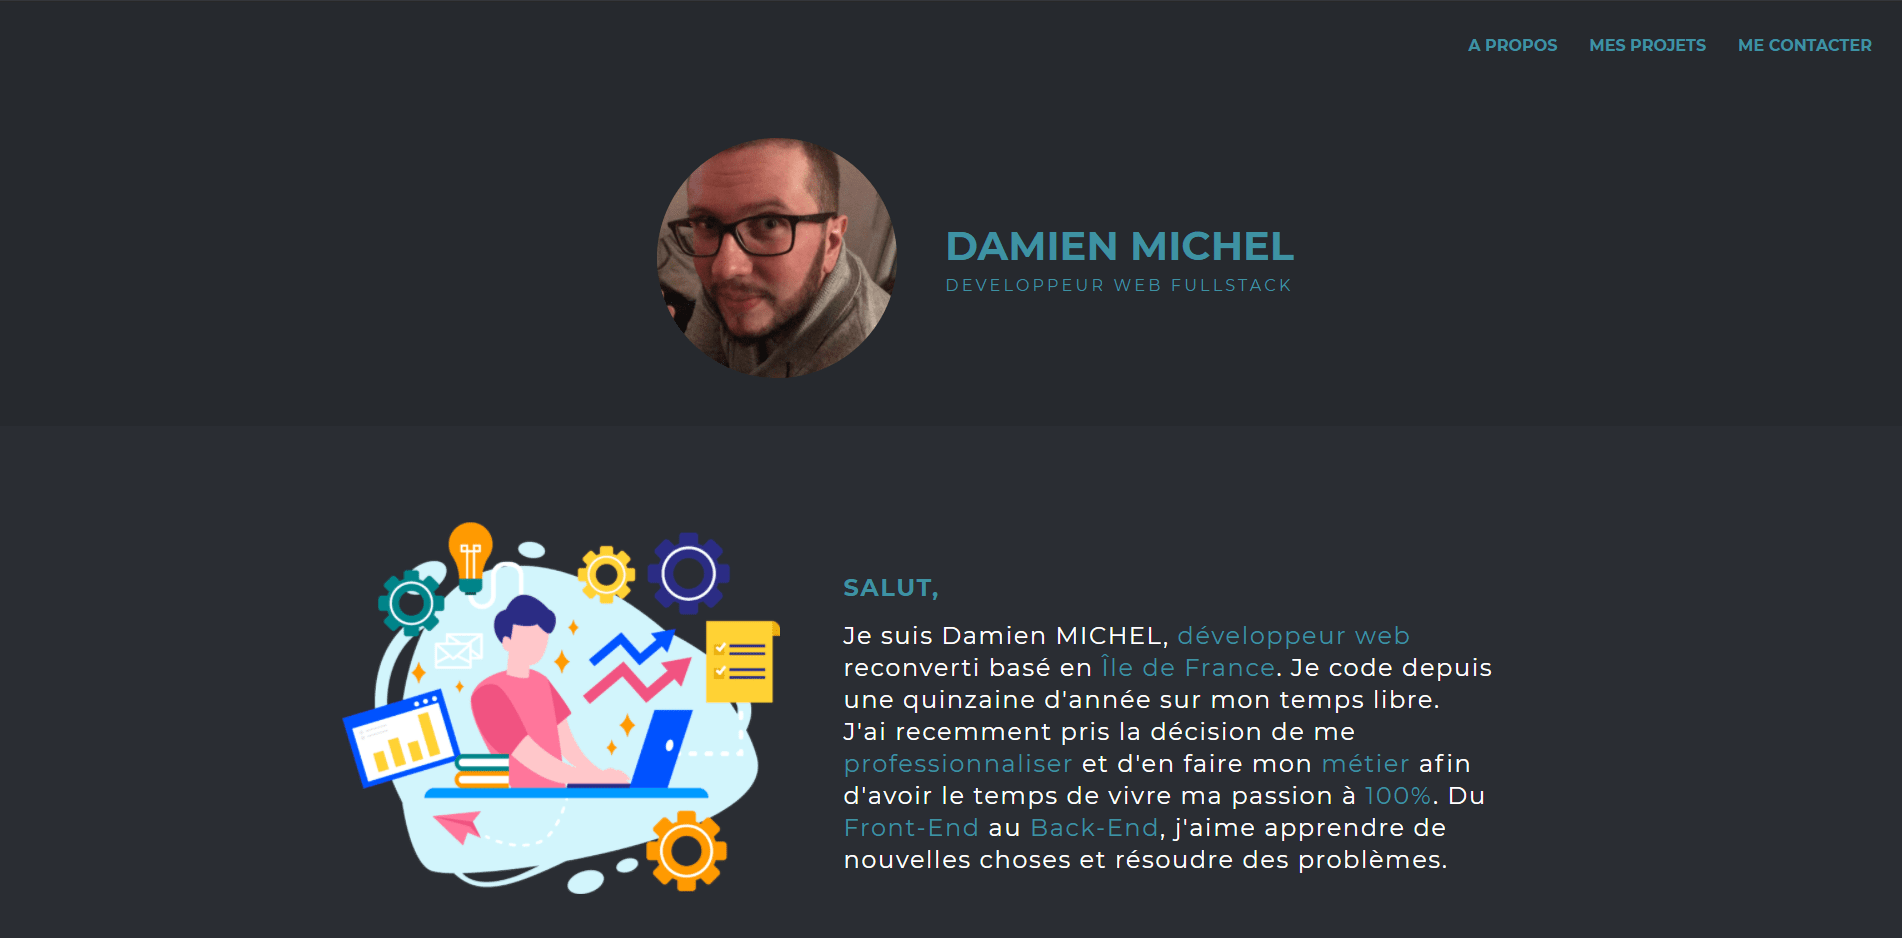 A PROPOS MES PROJETS ME CONTACTER
DAMIEN MICHEL
DEVELOPPEUR WEB FULLSTACK
SALUT,
Je suis Damien MICHEL, développeur web
reconverti basé en Île de France. Je code depuis
une quinzaine d'année sur mon temps libre.
J'ai recemment pris la décision de me
professionnaliser et d'en faire mon métier afin
d'avoir le temps de vivre ma passion à 100%. Du
Front-End au Back-End, j'aime apprendre de
nouvelles choses et résoudre des problèmes.